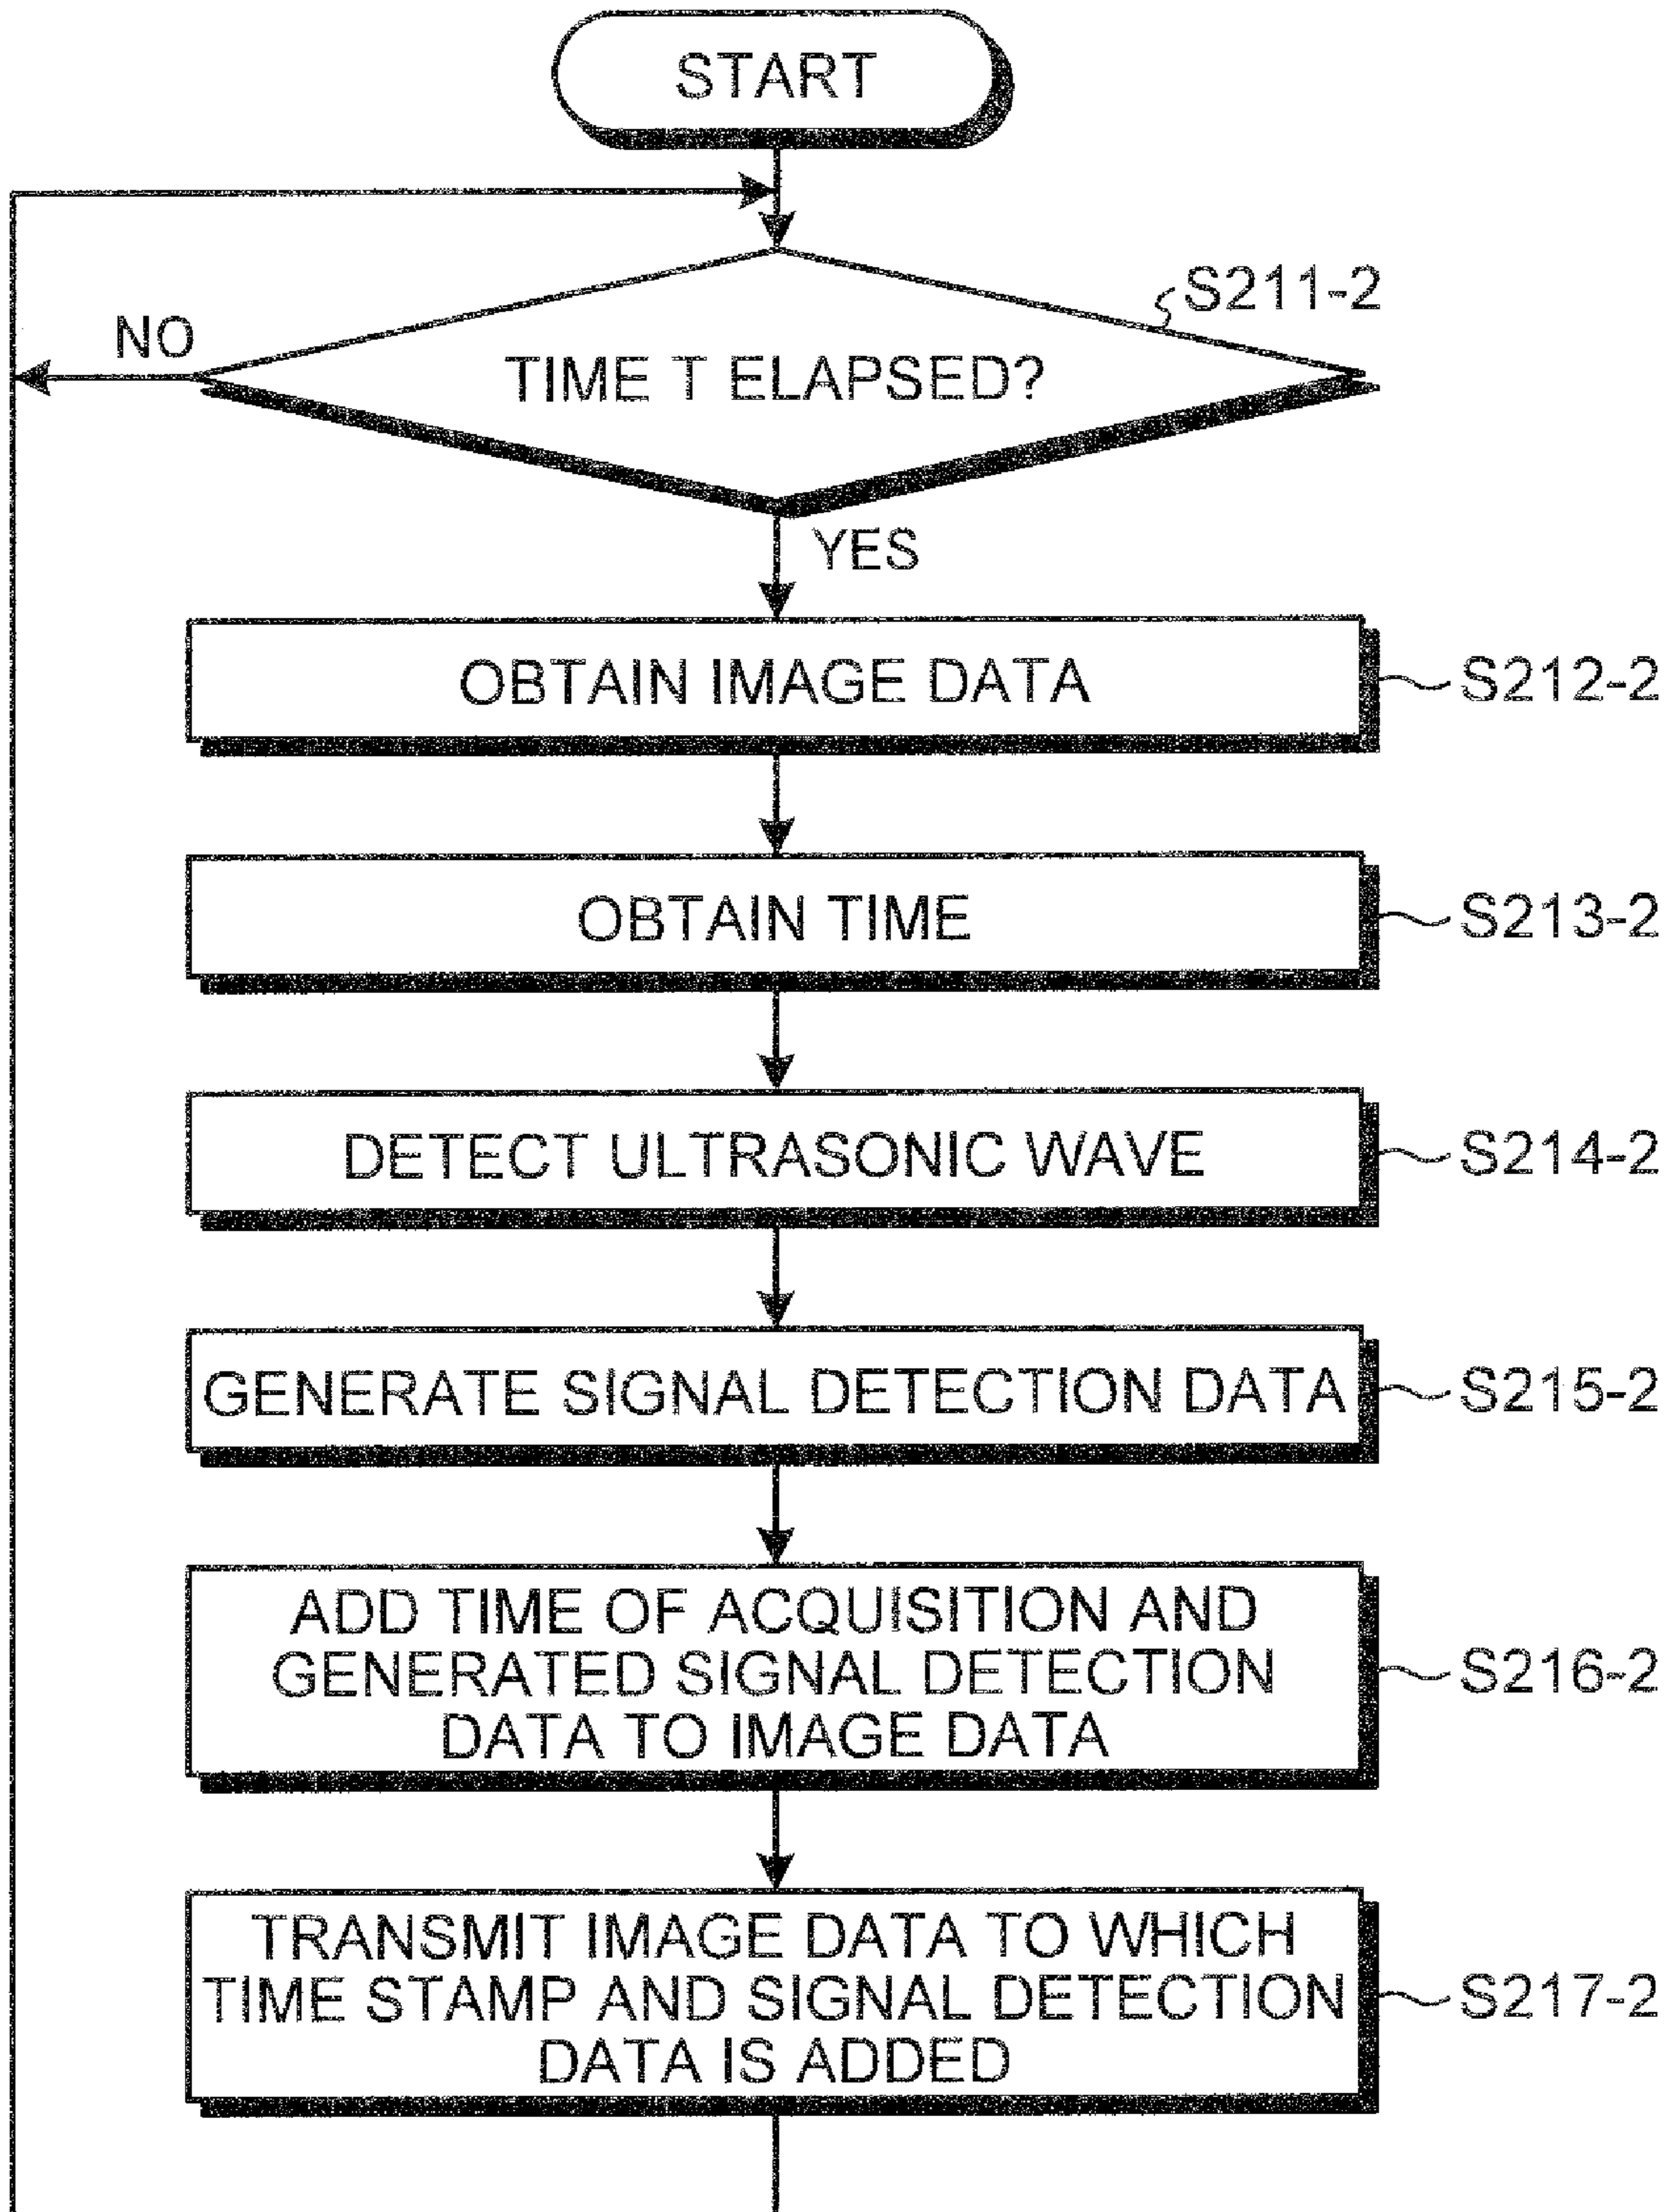 START
S211-2
NO
TIME T ELAPSED?
YES
OBTAIN IMAGE DATA
S212-2
OBTAIN TIME
S213-2
DETECT ULTRASONIC WAVE
S214-2
GENERATE SIGNAL DETECTION DATA
S215-2
ADD TIME OF ACQUISITION AND
GENERATED SIGNAL DETECTION
DATA TO IMAGE DATA
S216-2
TRANSMIT IMAGE DATA TO WHICH
TIME STAMP AND SIGNAL DETECTION
DATA IS ADDED
S217-2